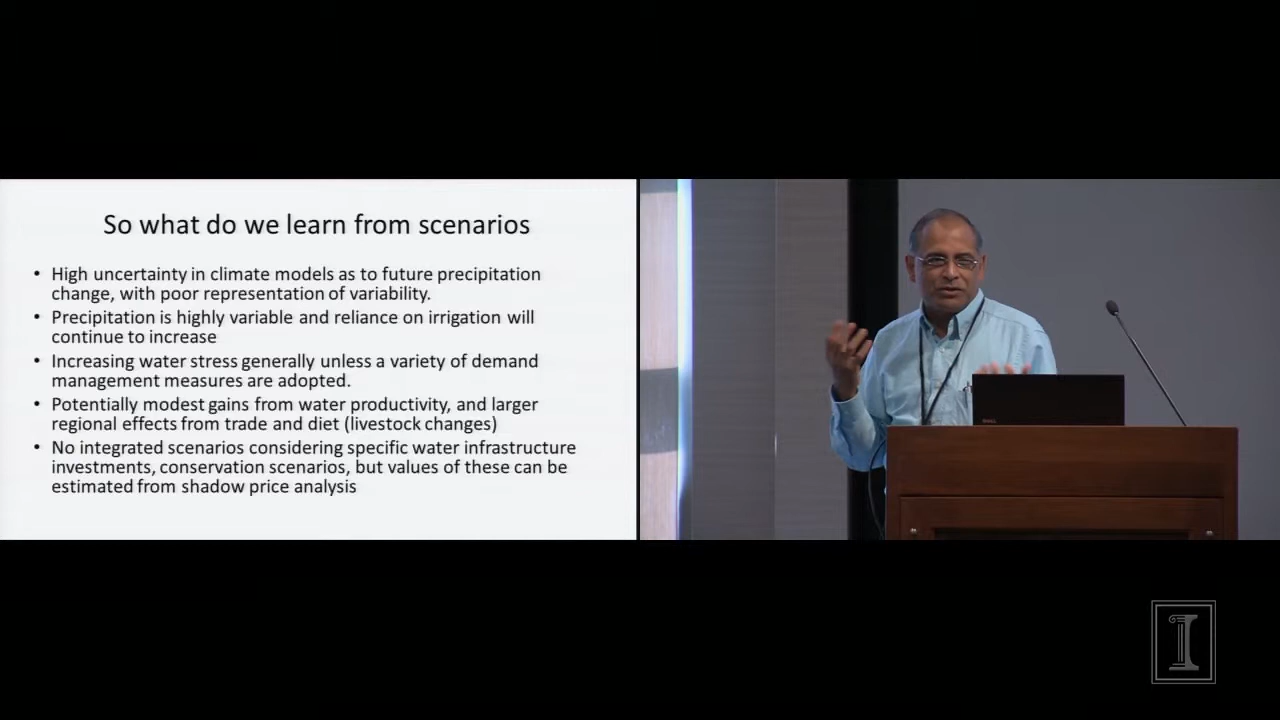 So what do we learn from scenarios
• High uncertainty in climate models as to future precipitation
change, with poor representation of variability.
• Precipitation is highly variable and reliance on irrigation will
continue to increase
• Increasing water stress generally unless a variety of demand
management measures are adopted.
• Potentially modest gains from water productivity, and larger
regional effects from trade and diet (livestock changes)
• No integrated scenarios considering specific water infrastructure
investments, conservation scenarios, but values of these can be
estimated from shadow price analysis
DELL
I